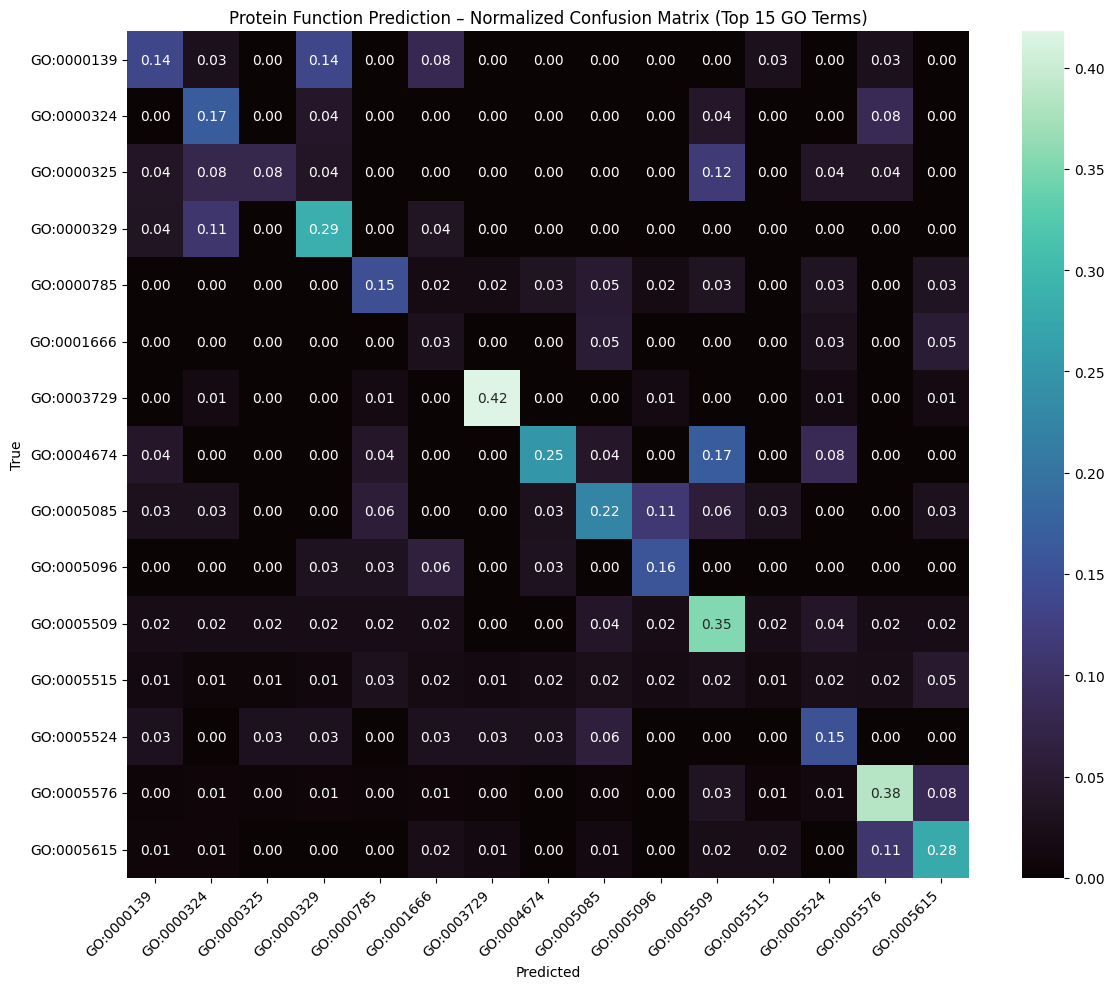 Protein Function Prediction – Normalized Confusion Matrix (Top 15 GO Terms)
GO:0000139 0.14 0.03 0.00 0.14 0.00 0.08 0.00 0.00 0.00 0.00 0.00 0.03 0.00 0.03 0.00
GO:0000324 0.00 0.17 0.00 0.04 0.00 0.00 0.00 0.00 0.00 0.00 0.04 0.00 0.00 0.08 0.00
GO:0000325 0.04 0.08 0.08 0.04 0.00 0.00 0.00 0.00 0.00 0.00 0.12 0.00 0.04 0.04 0.00
GO:0000329 0.04 0.11 0.00 0.29 0.00 0.04 0.00 0.00 0.00 0.00 0.00 0.00 0.00 0.00 0.00
GO:0000785 0.00 0.00 0.00 0.00 0.15 0.02 0.02 0.03 0.05 0.02 0.03 0.00 0.03 0.00 0.03
GO:0001666 0.00 0.00 0.00 0.00 0.00 0.03 0.00 0.00 0.05 0.00 0.00 0.00 0.03 0.00 0.05
GO:0003729 0.00 0.01 0.00 0.00 0.01 0.00 0.42 0.00 0.00 0.01 0.00 0.00 0.01 0.00 0.01
GO:0004674 0.04 0.00 0.00 0.00 0.04 0.00 0.00 0.25 0.04 0.00 0.17 0.00 0.08 0.00 0.00
GO:0005085 0.03 0.03 0.00 0.00 0.06 0.00 0.00 0.03 0.22 0.11 0.06 0.03 0.00 0.00 0.03
GO:0005096 0.00 0.00 0.00 0.03 0.03 0.06 0.00 0.03 0.00 0.16 0.00 0.00 0.00 0.00 0.00
GO:0005509 0.02 0.02 0.02 0.02 0.02 0.02 0.00 0.00 0.04 0.02 0.35 0.02 0.04 0.02 0.02
GO:0005515 0.01 0.01 0.01 0.01 0.03 0.02 0.01 0.02 0.02 0.02 0.02 0.01 0.02 0.02 0.05
GO:0005524 0.03 0.00 0.03 0.03 0.00 0.03 0.03 0.03 0.06 0.00 0.00 0.00 0.15 0.00 0.00
GO:0005576 0.00 0.01 0.00 0.01 0.00 0.01 0.00 0.00 0.00 0.00 0.03 0.01 0.01 0.38 0.08
GO:0005615 0.01 0.01 0.00 0.00 0.00 0.02 0.01 0.00 0.01 0.00 0.02 0.02 0.00 0.11 0.28
True
GO:0000139 GO:0000324 GO:0000325 GO:0000329 GO:0000785 GO:0001666 GO:0003729 GO:0004674 GO:0005085 GO:0005096 GO:0005509 GO:0005515 GO:0005524 GO:0005576 GO:0005615
Predicted
0.40
0.35
0.30
0.25
0.20
0.15
0.10
0.05
0.00